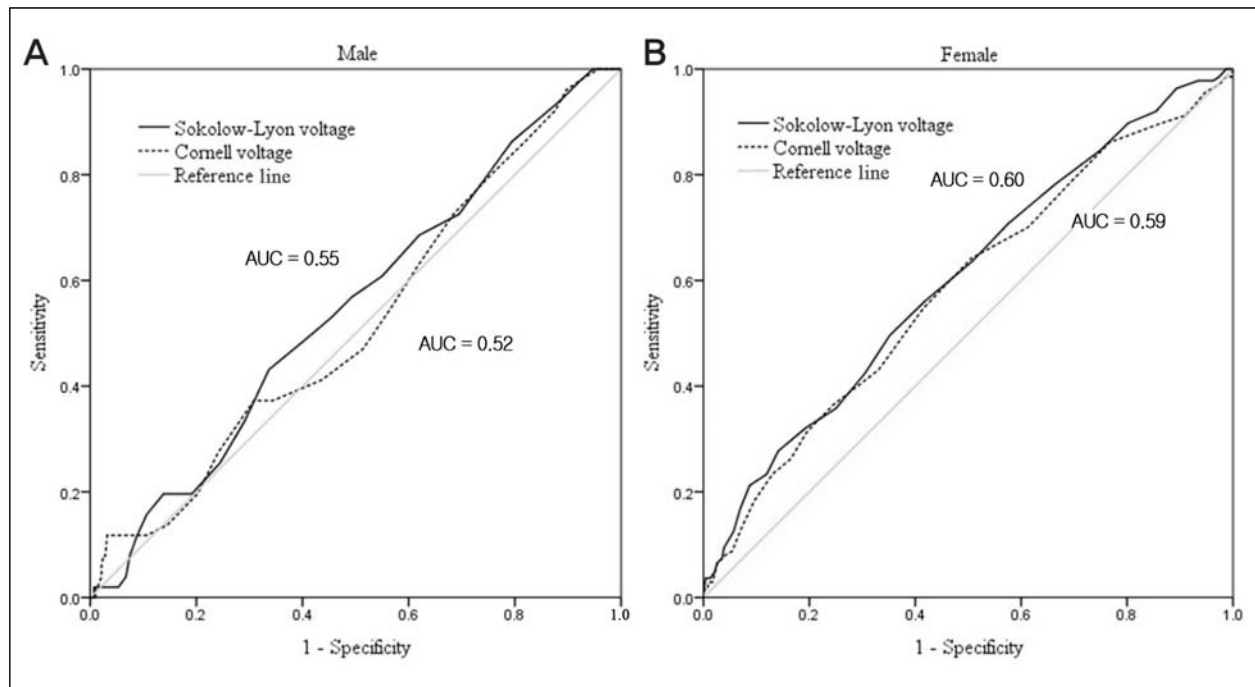 A
Male
1.0
0.8
0.6
0.4
0.2
0.0
Sensitivity
Sokolow-Lyon voltage
Cornell voltage
Reference line
AUC = 0.55
AUC = 0.52
0.0 0.2 0.4 0.6 0.8 1.0
1 - Specificity
B
Female
1.0
0.8
0.6
0.4
0.2
0.0
Sensitivity
Sokolow-Lyon voltage
Cornell voltage
Reference line
AUC = 0.60
AUC = 0.59
0.0 0.2 0.4 0.6 0.8 1.0
1 - Specificity